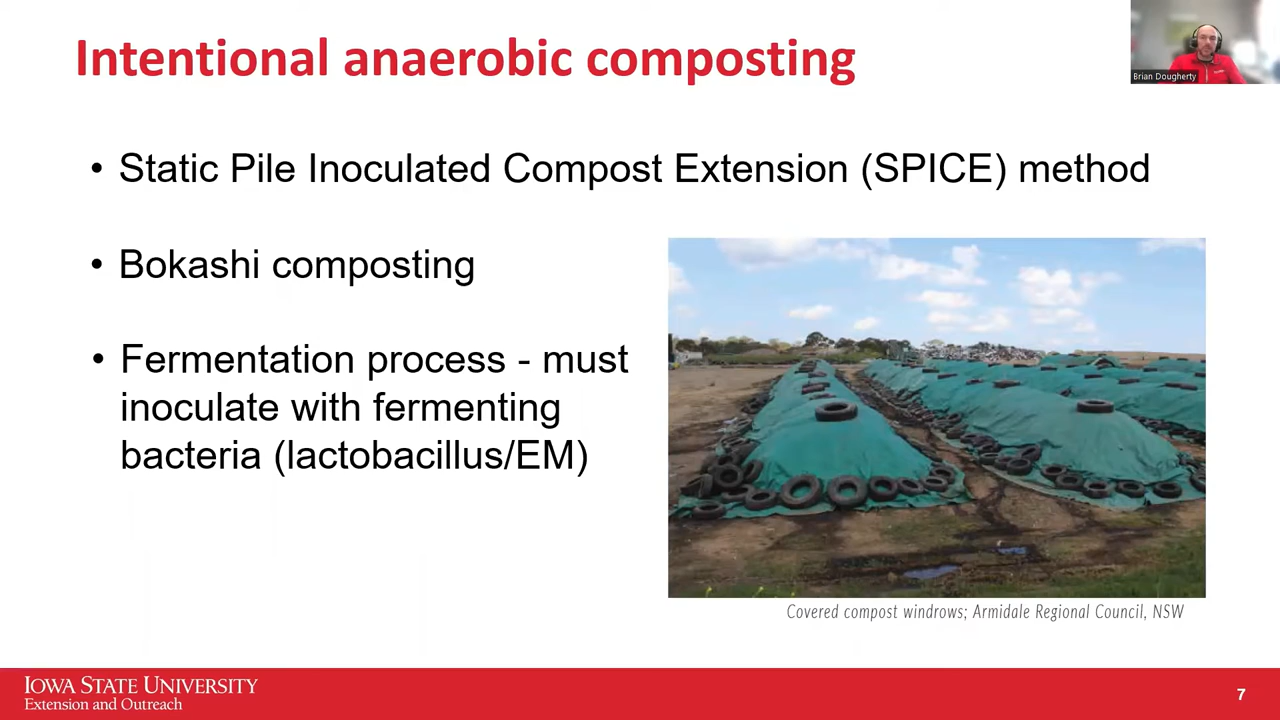 Intentional anaerobic composting
Brian Dougherty
• Static Pile Inoculated Compost Extension (SPICE) method
• Bokashi composting
• Fermentation process - must
inoculate with fermenting
bacteria (lactobacillus/EM)
Covered compost windrows; Armidale Regional Council, NSW
IOWA STATE UNIVERSITY
Extension and Outreach
7